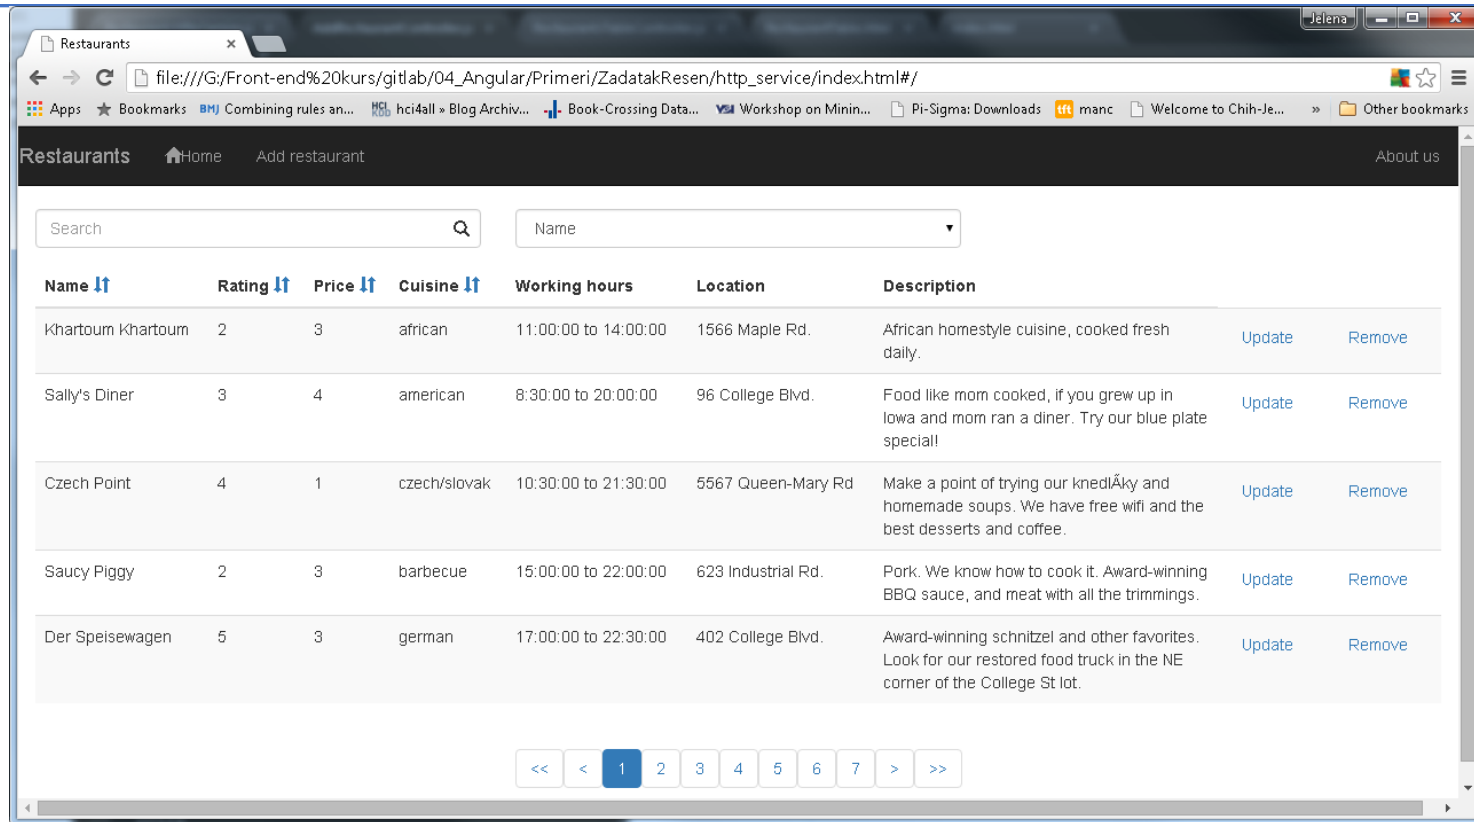 Jelena
Restaurants
file:///G:/Front-end%20kurs/gitlab/04_Angular/Primeri/ZadatakResen/http_service/index.html#/
Apps Bookmarks BMJ Combining rules an... HCI hci4all » Blog Archiv... Book-Crossing Data... Workshop on Minin... Pi-Sigma: Downloads tft manc Welcome to Chih-Je... » Other bookmarks
Restaurants Home Add restaurant About us
Search Name
Name Rating Price Cuisine Working hours Location Description
Khartoum Khartoum 2 3 african 11:00:00 to 14:00:00 1566 Maple Rd. African homestyle cuisine, cooked fresh
daily.
Update Remove
Sally's Diner 3 4 american 8:30:00 to 20:00:00 96 College Blvd. Food like mom cooked, if you grew up in
Iowa and mom ran a diner. Try our blue plate
special!
Update Remove
Czech Point 4 1 czech/slovak 10:30:00 to 21:30:00 5567 Queen-Mary Rd Make a point of trying our knedlÃky and
homemade soups. We have free wifi and the
best desserts and coffee.
Update Remove
Saucy Piggy 2 3 barbecue 15:00:00 to 22:00:00 623 Industrial Rd. Pork. We know how to cook it. Award-winning
BBQ sauce, and meat with all the trimmings.
Update Remove
Der Speisewagen 5 3 german 17:00:00 to 22:30:00 402 College Blvd. Award-winning schnitzel and other favorites.
Look for our restored food truck in the NE
corner of the College St lot.
Update Remove
<< < 1 2 3 4 5 6 7 > >>